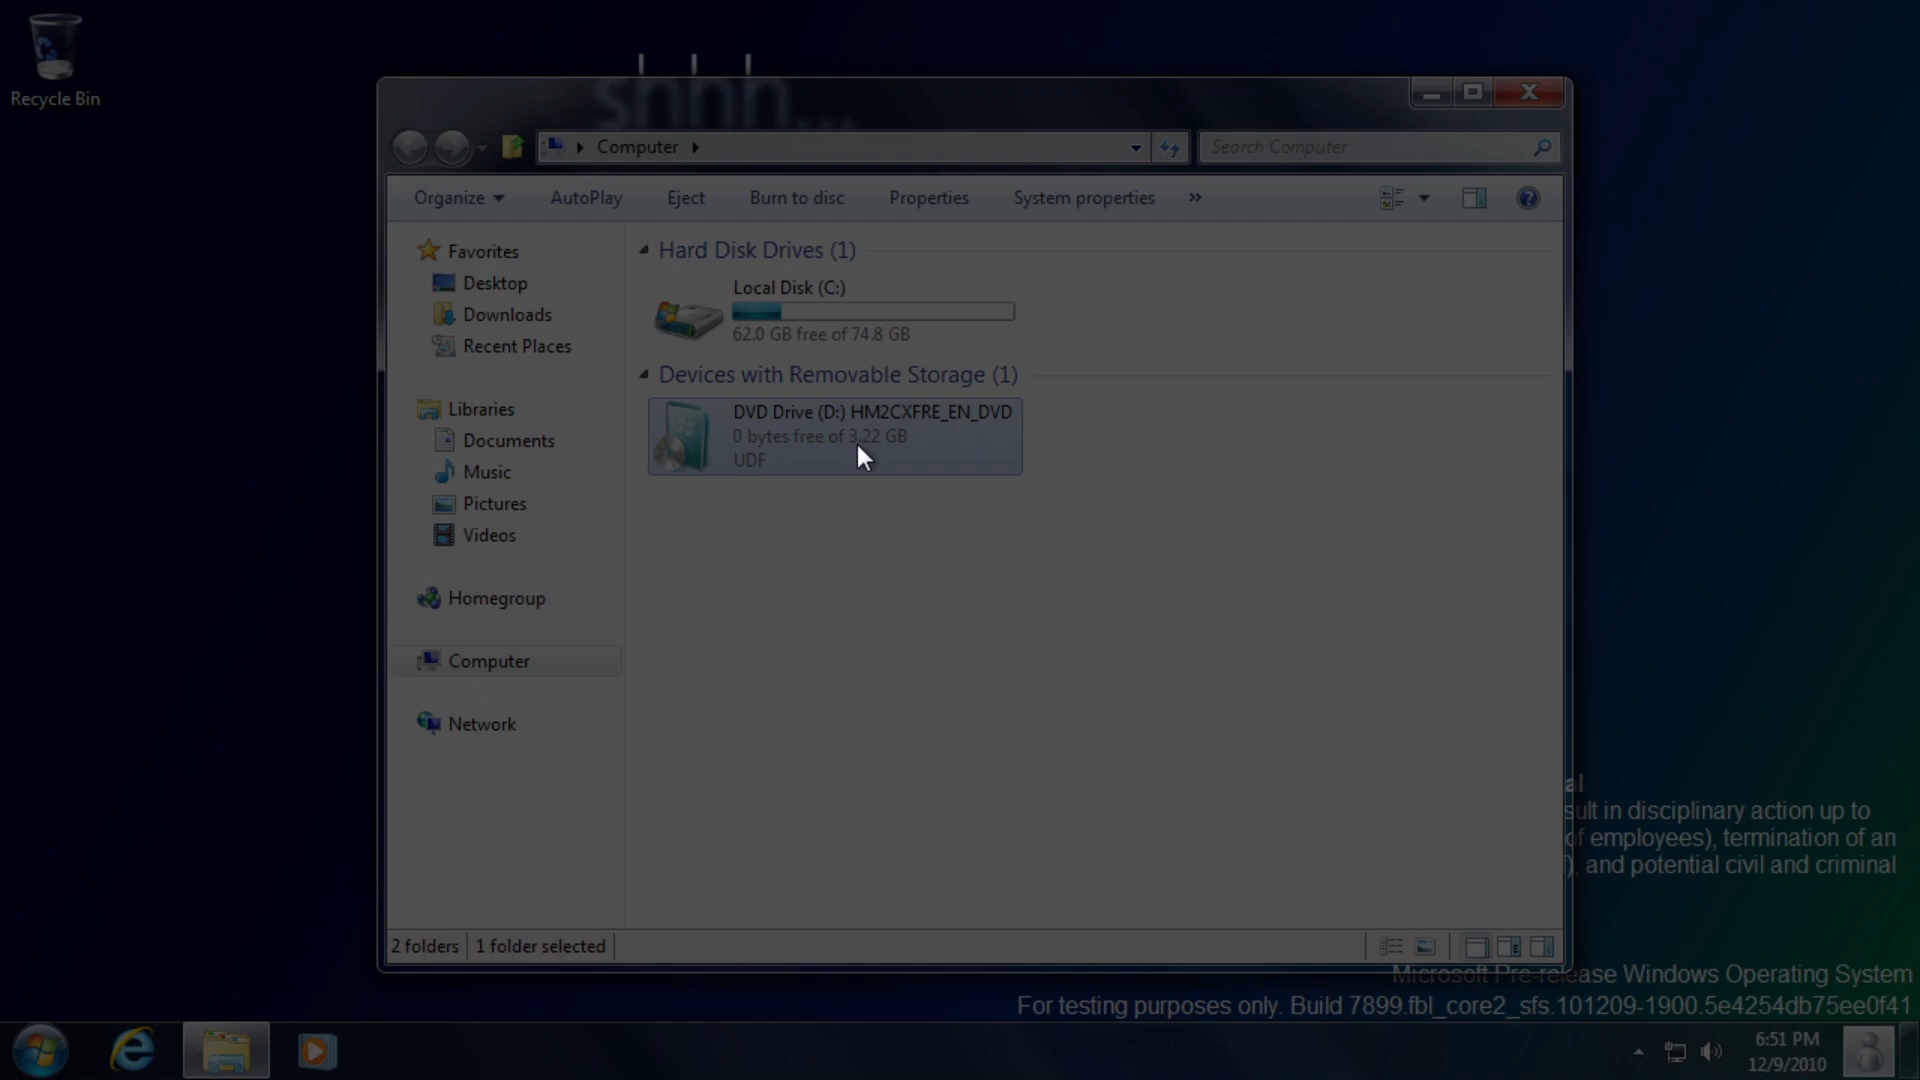 Recycle Bin
shhh...
Computer
Search Computer
Organize
AutoPlay
Eject
Burn to disc
Properties
System properties
»
Favorites
Desktop
Downloads
Recent Places
Libraries
Documents
Music
Pictures
Videos
Homegroup
Computer
Network
Hard Disk Drives (1)
Local Disk (C:)
62.0 GB free of 74.8 GB
Devices with Removable Storage (1)
DVD Drive (D:) HM2CXFRE_EN_DVD
0 bytes free of 3.22 GB
UDF
al
sult in disciplinary action up to
of employees), termination of an
), and potential civil and criminal
2 folders
1 folder selected
Microsoft Pre-release Windows Operating System
For testing purposes only. Build 7899.fbl_core2_sfs.101209-1900.5e4254db75ee0f41
6:51 PM
12/9/2010